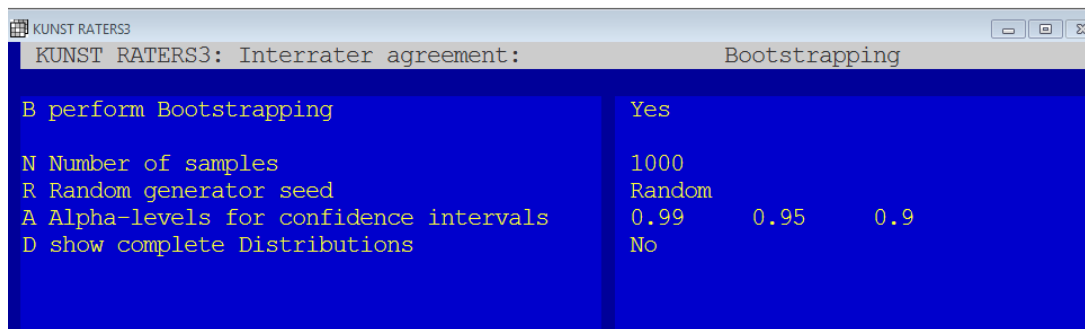 KUNST RATERS3
KUNST RATERS3: Interrater agreement: Bootstrapping
B perform Bootstrapping Yes
N Number of samples 1000
R Random generator seed Random
A Alpha-levels for confidence intervals 0.99 0.95 0.9
D show complete Distributions No